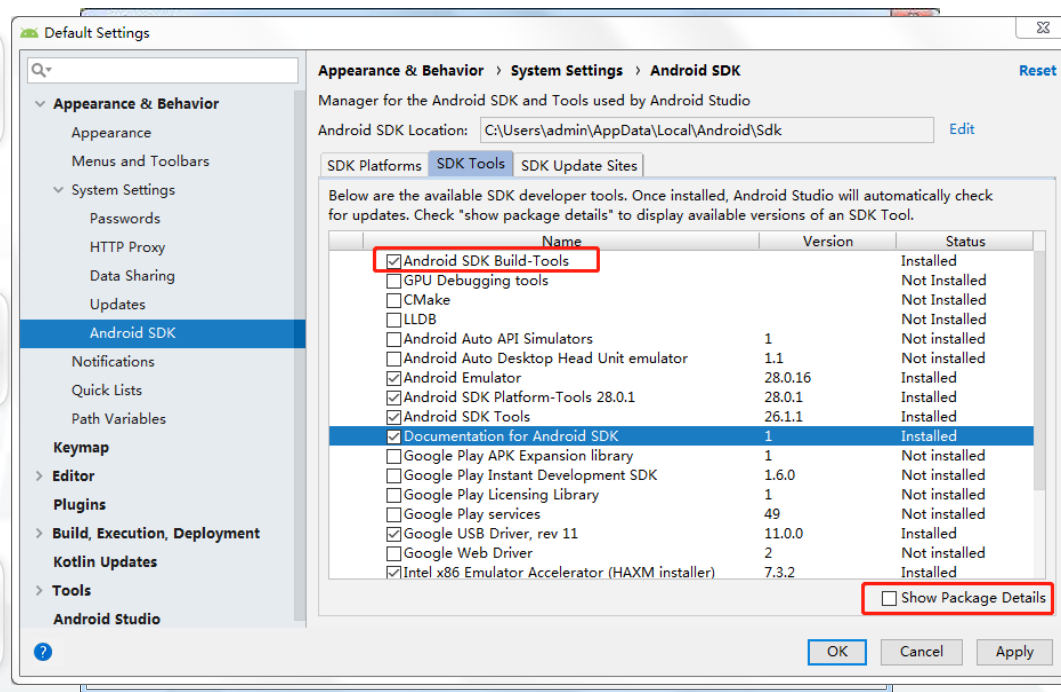 Default Settings
Appearance & Behavior
Appearance
Menus and Toolbars
System Settings
Passwords
HTTP Proxy
Data Sharing
Updates
Android SDK
Notifications
Quick Lists
Path Variables
Keymap
Editor
Plugins
Build, Execution, Deployment
Kotlin Updates
Tools
Android Studio
Appearance & Behavior › System Settings › Android SDK Reset
Manager for the Android SDK and Tools used by Android Studio
Android SDK Location: C:\Users\admin\AppData\Local\Android\Sdk Edit
SDK Platforms SDK Tools SDK Update Sites
Below are the available SDK developer tools. Once installed, Android Studio will automatically check
for updates. Check "show package details" to display available versions of an SDK Tool.
Name Version Status
Android SDK Build-Tools Installed
GPU Debugging tools Not Installed
CMake Not Installed
LLDB Not Installed
Android Auto API Simulators 1 Not installed
Android Auto Desktop Head Unit emulator 1.1 Not installed
Android Emulator 28.0.16 Installed
Android SDK Platform-Tools 28.0.1 28.0.1 Installed
Android SDK Tools 26.1.1 Installed
Documentation for Android SDK 1 Installed
Google Play APK Expansion library 1 Not installed
Google Play Instant Development SDK 1.6.0 Not installed
Google Play Licensing Library 1 Not installed
Google Play services 49 Not installed
Google USB Driver, rev 11 11.0.0 Installed
Google Web Driver 2 Not installed
Intel x86 Emulator Accelerator (HAXM installer) 7.3.2 Installed
Show Package Details
? OK Cancel Apply